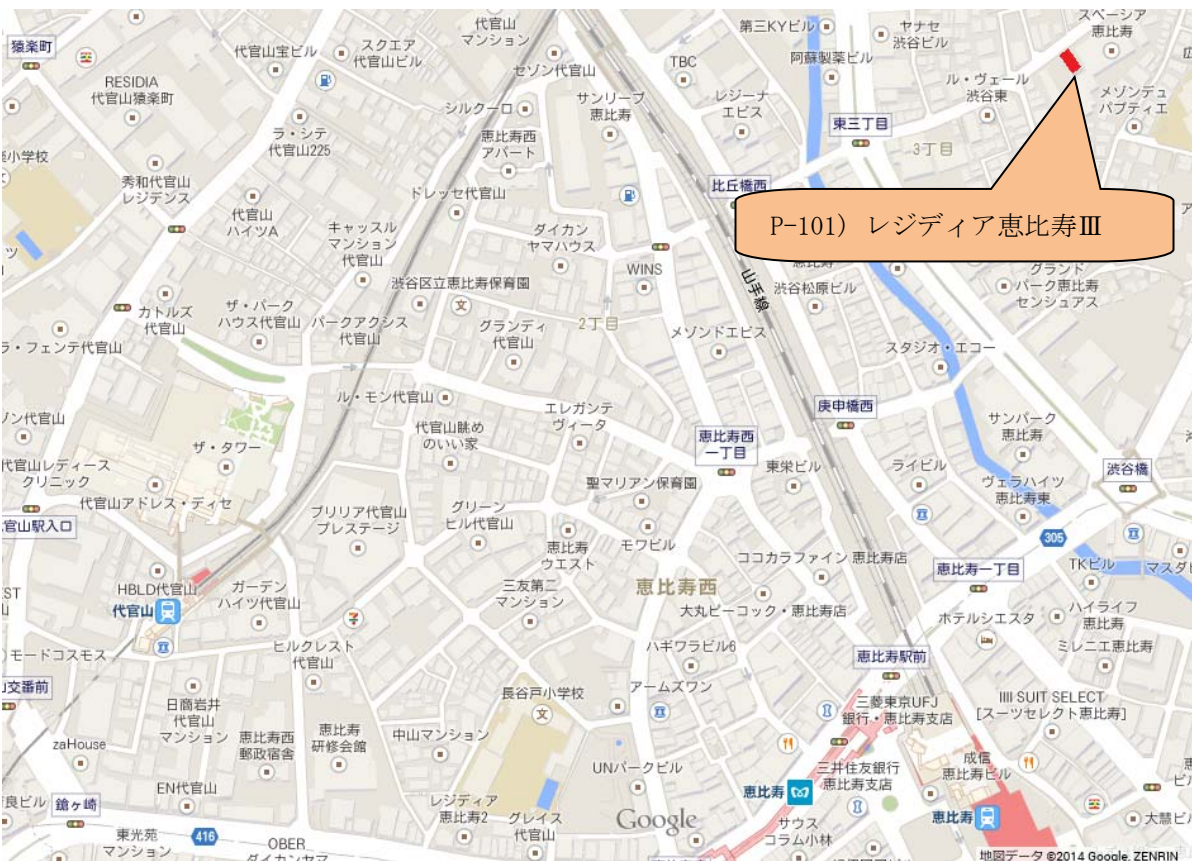 代官山
マンション
第三KYビル
ヤナセ
渋谷ビル
スペーシア
恵比寿
猿楽町
代官山宝ビル
スクエア
代官山ビル
セゾン代官山
TBC
阿蘇製薬ビル
RESIDIA
代官山猿楽町
シルクーロ
サンリーブ
恵比寿
レジーナ
エビス
ル・ヴェール
渋谷東
メゾンデュ
パプティエ
東三丁目
3丁目
ラ・シテ
代官山225
恵比寿西
アパート
秀和代官山
レジデンス
ドレッセ代官山
比丘橋西
代官山
ハイツA
キャッスル
マンション
代官山
ダイカン
ヤマハウス
P-101) レジディア恵比寿Ⅲ
WINS
山手線
渋谷区立恵比寿保育園
渋谷松原ビル
グランド
パーク恵比寿
センシュアス
カトルズ
代官山
ザ・パーク
ハウス代官山
パークアクシス
代官山
グランディ
代官山
2丁目
メゾンドエビス
スタジオ・エコー
ラ・フェンテ代官山
ル・モン代官山
エレガンテ
ヴィータ
庚申橋西
サンパーク
恵比寿
代官山眺め
のいい家
恵比寿西
一丁目
ザ・タワー
東栄ビル
ライビル
渋谷橋
代官山レディース
クリニック
聖マリアン保育園
ヴェラハイツ
恵比寿東
代官山アドレス・ディセ
ブリリア代官山
プレステージ
グリーン
ヒル代官山
官山駅入口
305
恵比寿
ウエスト
モワビル
ココカラファイン 恵比寿店
恵比寿一丁目
TKビル
マスダビ
HBLD代官山
ガーデン
ハイツ代官山
三友第二
マンション
恵比寿西
代官山
大丸ピーコック・恵比寿店
ホテルシエスタ
ハイライフ
恵比寿
モードコスモス
ヒルクレスト
代官山
ハギワラビル6
恵比寿駅前
ミレニエ恵比寿
交番前
日商岩井
代官山
マンション
長谷戸小学校
アームズワン
三菱東京UFJ
銀行・恵比寿支店
IIII SUIT SELECT
[スーツセレクト恵比寿]
zaHouse
恵比寿西
郵政宿舎
恵比寿
研修会館
中山マンション
UNパークビル
三井住友銀行
恵比寿支店
成信
恵比寿ビル
EN代官山
恵比寿
良ビル
鎗ヶ崎
レジディア
恵比寿2
グレイス
代官山
Google
サウス
コラム小林
恵比寿
大慧ビル
東光苑
マンション
416
OBER
地図データ ©2014 Google, ZENRIN